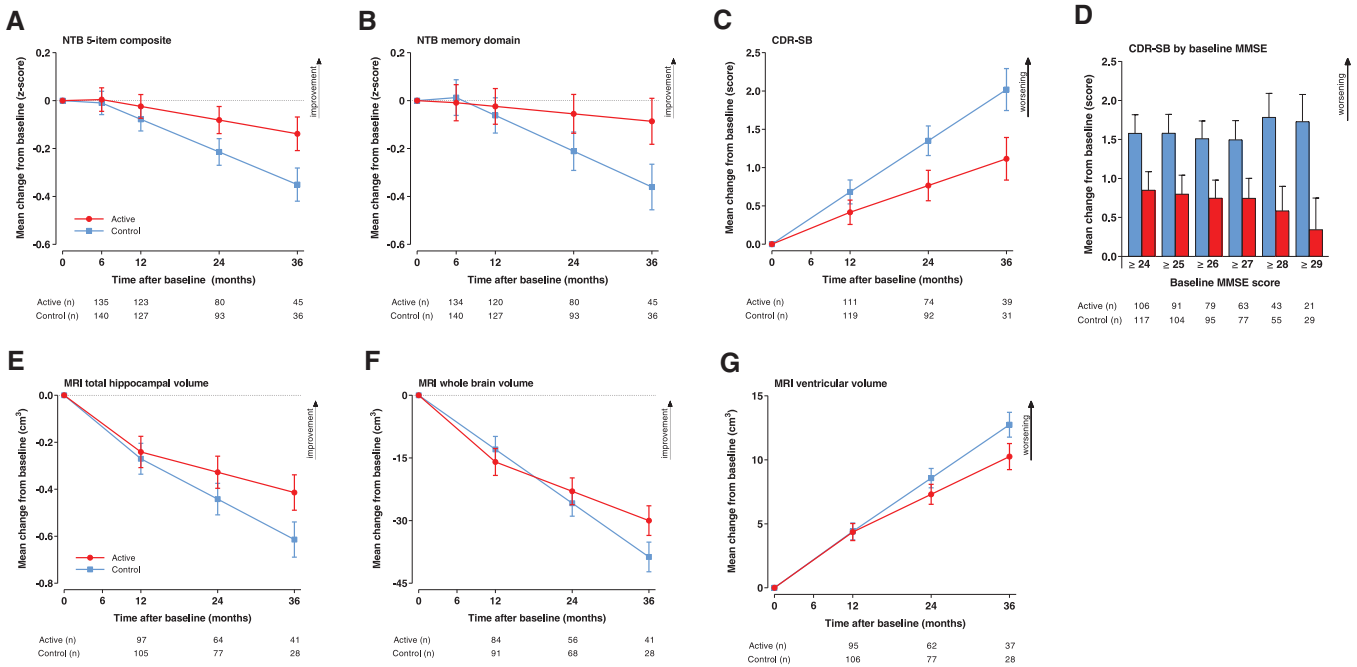 A
NTB 5-item composite
Mean change from baseline (z-score)
0.2
0
-0.2
-0.4
-0.6
improvement
Active
Control
0 6 12 24 36
Time after baseline (months)
Active (n) 135 123 80 45
Control (n) 140 127 93 36
B
NTB memory domain
Mean change from baseline (z-score)
0.2
0
-0.2
-0.4
-0.6
improvement
0 6 12 24 36
Time after baseline (months)
Active (n) 134 120 80 45
Control (n) 140 127 93 36
C
CDR-SB
Mean change from baseline (score)
2.5
2.0
1.5
1.0
0.5
0.0
worsening
0 6 12 24 36
Time after baseline (months)
Active (n) 111 74 39
Control (n) 119 92 31
D
CDR-SB by baseline MMSE
Mean change from baseline (score)
2.5
2.0
1.5
1.0
0.5
0.0
worsening
≥ 24 ≥ 25 ≥ 26 ≥ 27 ≥ 28 ≥ 29
Baseline MMSE score
Active (n) 106 91 79 63 43 21
Control (n) 117 104 95 77 55 29
E
MRI total hippocampal volume
Mean change from baseline (cm³)
0.0
-0.2
-0.4
-0.6
-0.8
improvement
Active
Control
0 6 12 24 36
Time after baseline (months)
Active (n) 97 64 41
Control (n) 105 77 28
F
MRI whole brain volume
Mean change from baseline (cm³)
0
-15
-30
-45
improvement
0 6 12 24 36
Time after baseline (months)
Active (n) 84 56 41
Control (n) 91 68 28
G
MRI ventricular volume
Mean change from baseline (cm³)
15
10
5
0
worsening
0 6 12 24 36
Time after baseline (months)
Active (n) 95 62 37
Control (n) 106 77 28